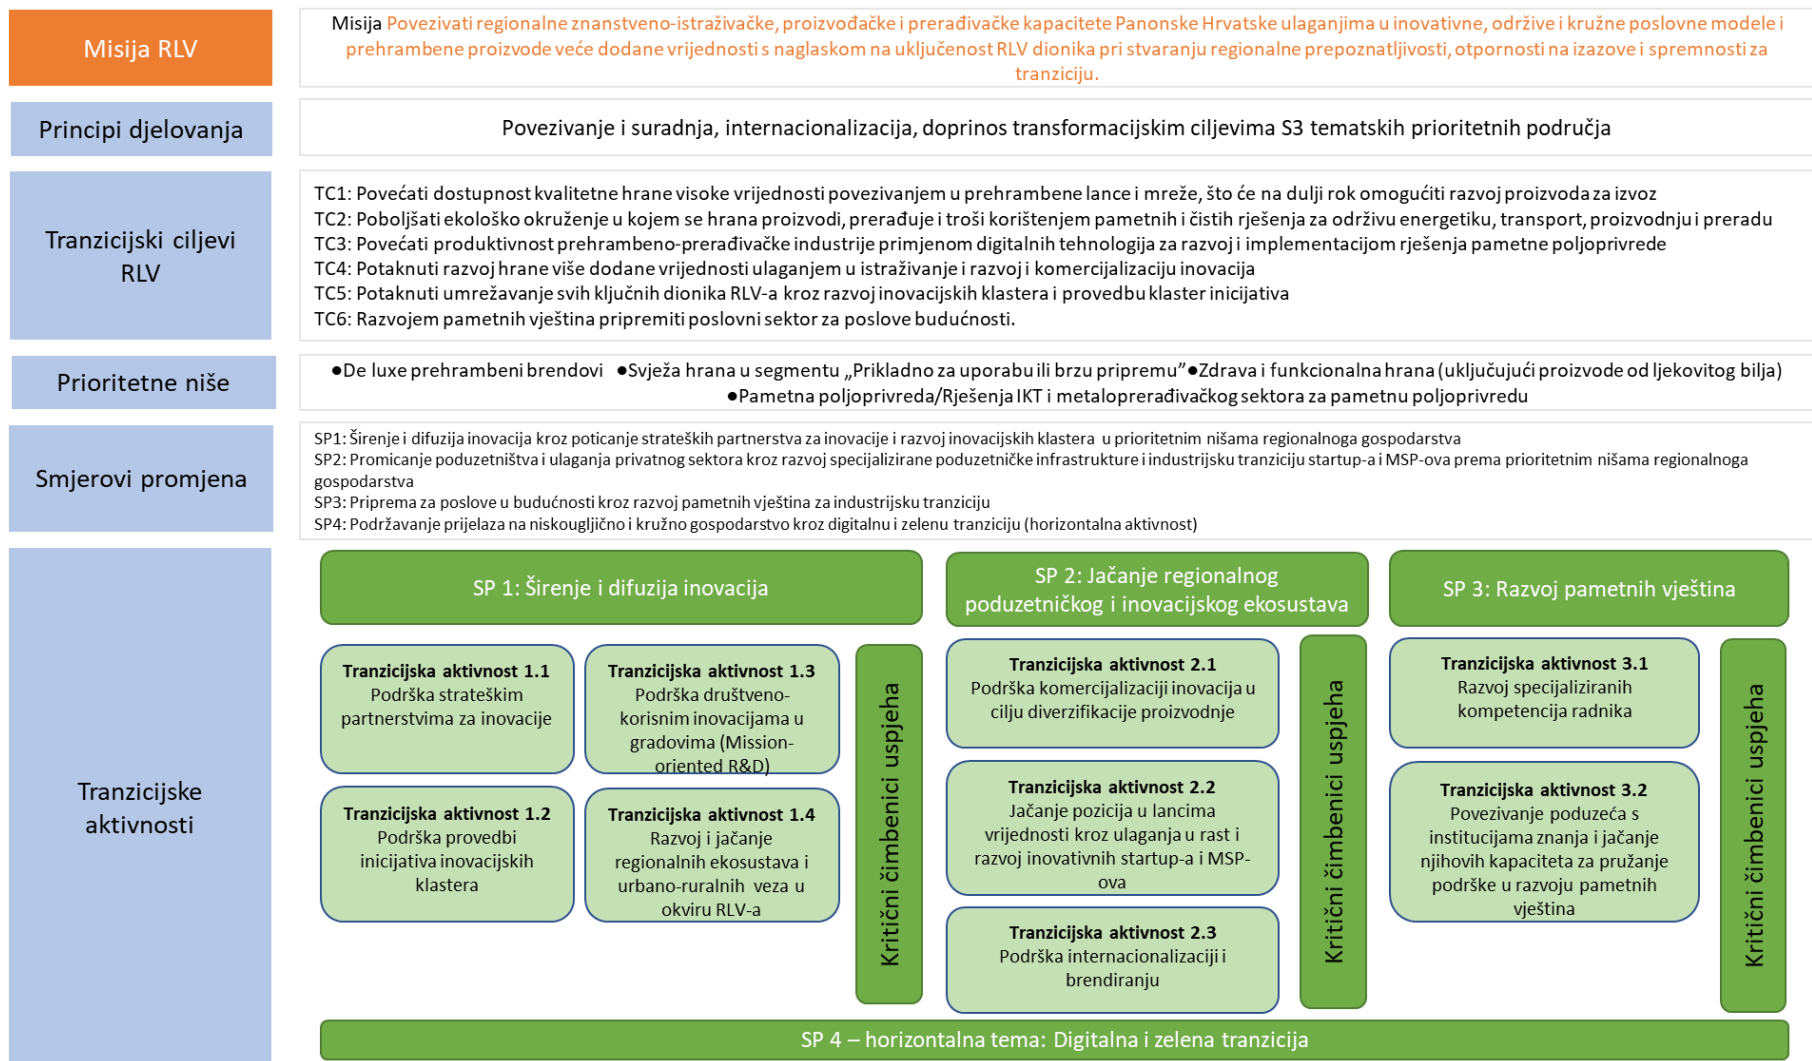 Misija RLV
Misija Povezivati regionalne znanstveno-istraživačke, proizvođačke i prerađivačke kapacitete Panonske Hrvatske ulaganjima u inovativne, održive i kružne poslovne modele i
prehrambene proizvode veće dodane vrijednosti s naglaskom na uključenost RLV dionika pri stvaranju regionalne prepoznatljivosti, otpornosti na izazove i spremnosti za
tranziciju.
Principi djelovanja
Povezivanje i suradnja, internacionalizacija, doprinos transformacijskim ciljevima S3 tematskih prioritetnih područja
Tranzicijski ciljevi
RLV
TC1: Povećati dostupnost kvalitetne hrane visoke vrijednosti povezivanjem u prehrambene lance i mreže, što će na dulji rok omogućiti razvoj proizvoda za izvoz
TC2: Poboljšati ekološko okruženje u kojem se hrana proizvodi, prerađuje i troši korištenjem pametnih i čistih rješenja za održivu energetiku, transport, proizvodnju i preradu
TC3: Povećati produktivnost prehrambeno-prerađivačke industrije primjenom digitalnih tehnologija za razvoj i implementacijom rješenja pametne poljoprivrede
TC4: Potaknuti razvoj hrane više dodane vrijednosti ulaganjem u istraživanje i razvoj i komercijalizaciju inovacija
TC5: Potaknuti umrežavanje svih ključnih dionika RLV-a kroz razvoj inovacijskih klastera i provedbu klaster inicijativa
TC6: Razvojem pametnih vještina pripremiti poslovni sektor za poslove budućnosti.
Prioritetne niše
●De luxe prehrambeni brendovi ●Svježa hrana u segmentu „Prikladno za uporabu ili brzu pripremu”●Zdrava i funkcionalna hrana (uključujući proizvode od ljekovitog bilja)
●Pametna poljoprivreda/Rješenja IKT i metaloprerađivačkog sektora za pametnu poljoprivredu
Smjerovi promjena
SP1: Širenje i difuzija inovacija kroz poticanje strateških partnerstva za inovacije i razvoj inovacijskih klastera u prioritetnim nišama regionalnoga gospodarstva
SP2: Promicanje poduzetništva i ulaganja privatnog sektora kroz razvoj specijalizirane poduzetničke infrastrukture i industrijsku tranziciju startup-a i MSP-ova prema prioritetnim nišama regionalnoga
gospodarstva
SP3: Priprema za poslove u budućnosti kroz razvoj pametnih vještina za industrijsku tranziciju
SP4: Podržavanje prijelaza na niskougljično i kružno gospodarstvo kroz digitalnu i zelenu tranziciju (horizontalna aktivnost)
Tranzicijske
aktivnosti
SP 1: Širenje i difuzija inovacija
Tranzicijska aktivnost 1.1
Podrška strateškim
partnerstvima za inovacije
Tranzicijska aktivnost 1.2
Podrška provedbi
inicijativa inovacijskih
klastera
Tranzicijska aktivnost 1.3
Podrška društveno-
korisnim inovacijama u
gradovima (Mission-
oriented R&D)
Tranzicijska aktivnost 1.4
Razvoj i jačanje
regionalnih ekosustava i
urbano-ruralnih veza u
okviru RLV-a
Kritični čimbenici uspjeha
SP 2: Jačanje regionalnog
poduzetničkog i inovacijskog ekosustava
Tranzicijska aktivnost 2.1
Podrška komercijalizaciji inovacija u
cilju diverzifikacije proizvodnje
Tranzicijska aktivnost 2.2
Jačanje pozicija u lancima
vrijednosti kroz ulaganja u rast i
razvoj inovativnih startup-a i MSP-
ova
Tranzicijska aktivnost 2.3
Podrška internacionalizaciji i
brendiranju
Kritični čimbenici uspjeha
SP 3: Razvoj pametnih vještina
Tranzicijska aktivnost 3.1
Razvoj specijaliziranih
kompetencija radnika
Tranzicijska aktivnost 3.2
Povezivanje poduzeća s
institucijama znanja i jačanje
njihovih kapaciteta za pružanje
podrške u razvoju pametnih
vještina
Kritični čimbenici uspjeha
SP 4 – horizontalna tema: Digitalna i zelena tranzicija